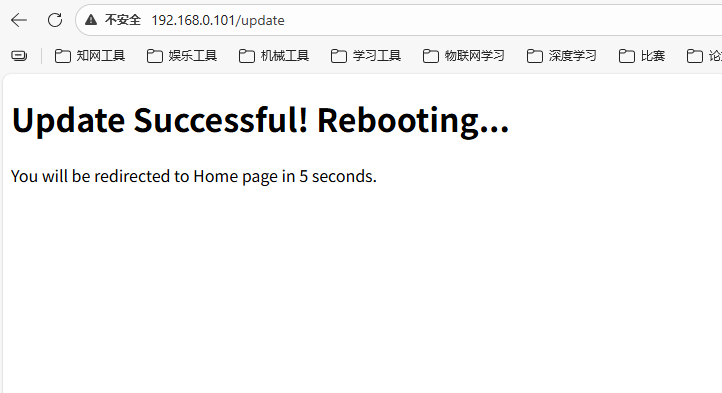 不安全 192.168.0.101/update
知网工具 娱乐工具 机械工具 学习工具 物联网学习 深度学习 比赛
Update Successful! Rebooting...
You will be redirected to Home page in 5 seconds.